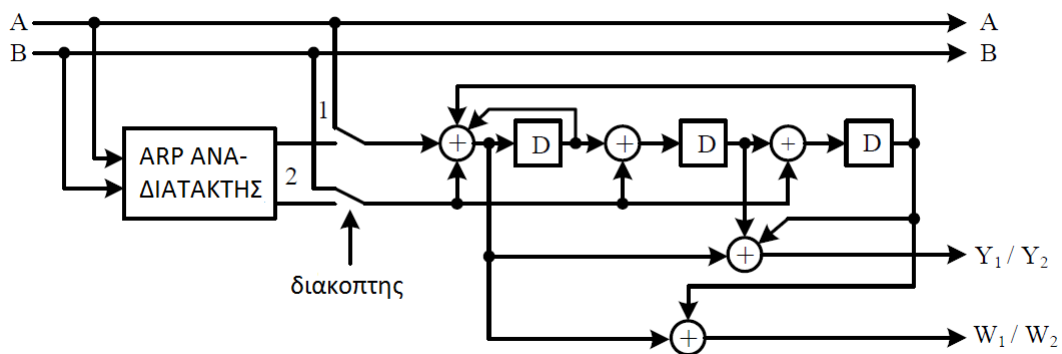 A A
B B
1
ARP ΑΝΑ-
ΔΙΑΤΑΚΤΗΣ
2
+ D + D + D
+
Y1 / Y2
διακοπτης
+
W1 / W2